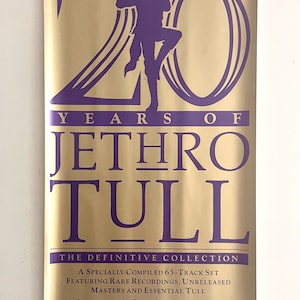 20
YEARS OF
JETHRO
TULL
THE DEFINITIVE COLLECTION
A SPECIALLY-COMPILED 65-TRACK SET
FEATURING RARE RECORDINGS, UNRELEASED
MASTERS AND ESSENTIAL TULL